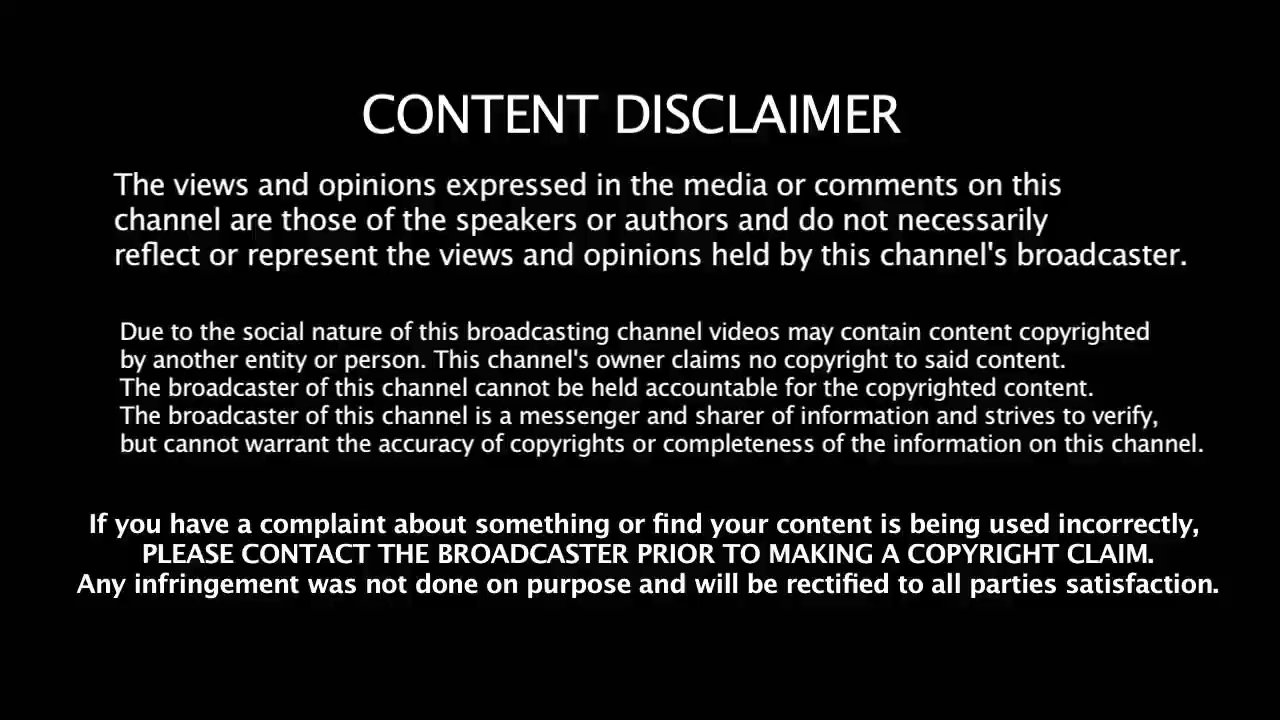 CONTENT DISCLAIMER
The views and opinions expressed in the media or comments on this
channel are those of the speakers or authors and do not necessarily
reflect or represent the views and opinions held by this channel's broadcaster.
Due to the social nature of this broadcasting channel videos may contain content copyrighted
by another entity or person. This channel's owner claims no copyright to said content.
The broadcaster of this channel cannot be held accountable for the copyrighted content.
The broadcaster of this channel is a messenger and sharer of information and strives to verify,
but cannot warrant the accuracy of copyrights or completeness of the information on this channel.
If you have a complaint about something or find your content is being used incorrectly,
PLEASE CONTACT THE BROADCASTER PRIOR TO MAKING A COPYRIGHT CLAIM.
Any infringement was not done on purpose and will be rectified to all parties satisfaction.